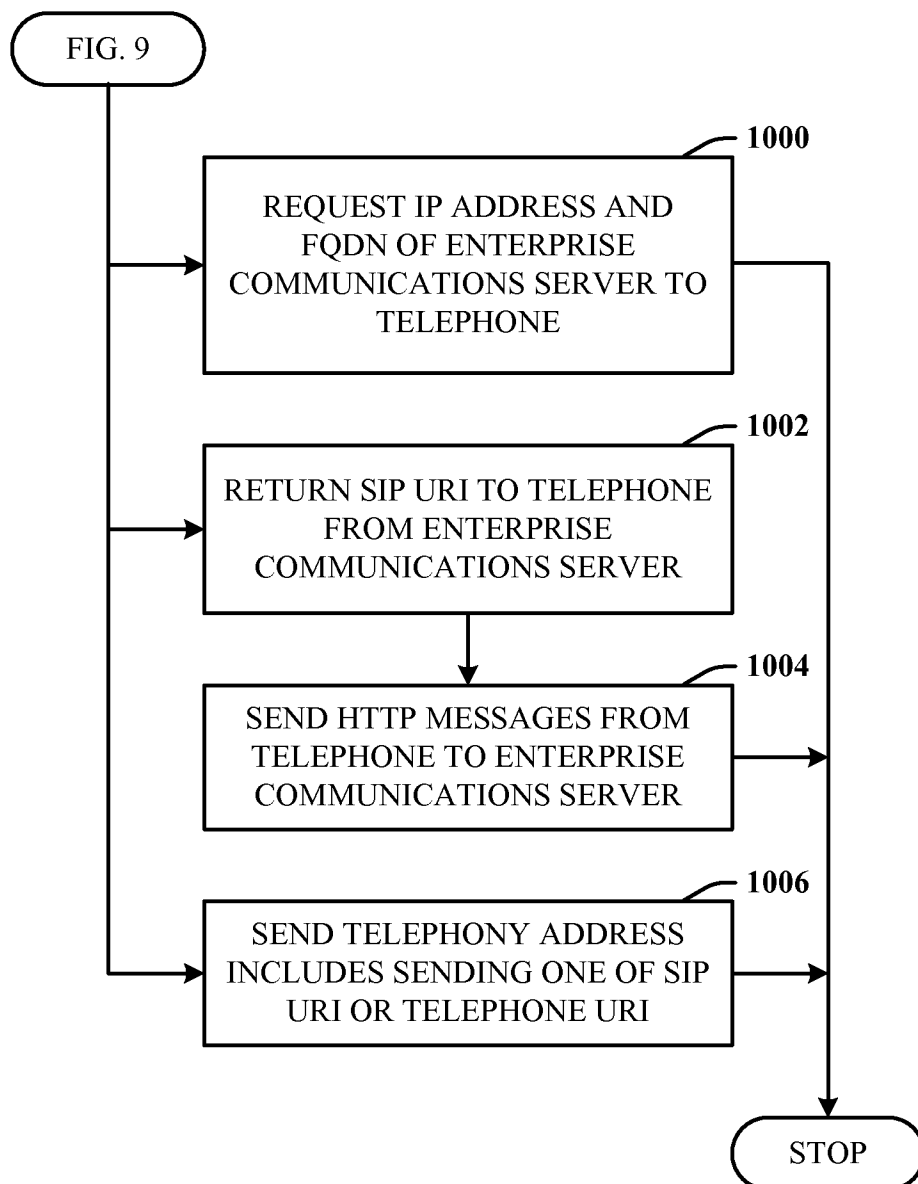 FIG. 9
1000
REQUEST IP ADDRESS AND
FQDN OF ENTERPRISE
COMMUNICATIONS SERVER TO
TELEPHONE
1002
RETURN SIP URI TO TELEPHONE
FROM ENTERPRISE
COMMUNICATIONS SERVER
1004
SEND HTTP MESSAGES FROM
TELEPHONE TO ENTERPRISE
COMMUNICATIONS SERVER
1006
SEND TELEPHONY ADDRESS
INCLUDES SENDING ONE OF SIP
URI OR TELEPHONE URI
STOP